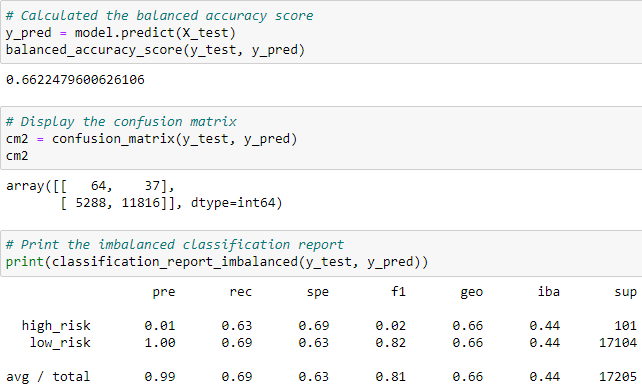 # Calculated the balanced accuracy score
y_pred = model.predict(X_test)
balanced_accuracy_score(y_test, y_pred)
0.6622479600626106
# Display the confusion matrix
cm2 = confusion_matrix(y_test, y_pred)
cm2
array([[   64,    37],
       [ 5288, 11816]], dtype=int64)
# Print the imbalanced classification report
print(classification_report_imbalanced(y_test, y_pred))
                   pre       rec       spe        f1       geo       iba       sup
  high_risk       0.01      0.63      0.69      0.02      0.66      0.44       101
   low_risk       1.00      0.69      0.63      0.82      0.66      0.44     17104
avg / total       0.99      0.69      0.63      0.81      0.66      0.44     17205